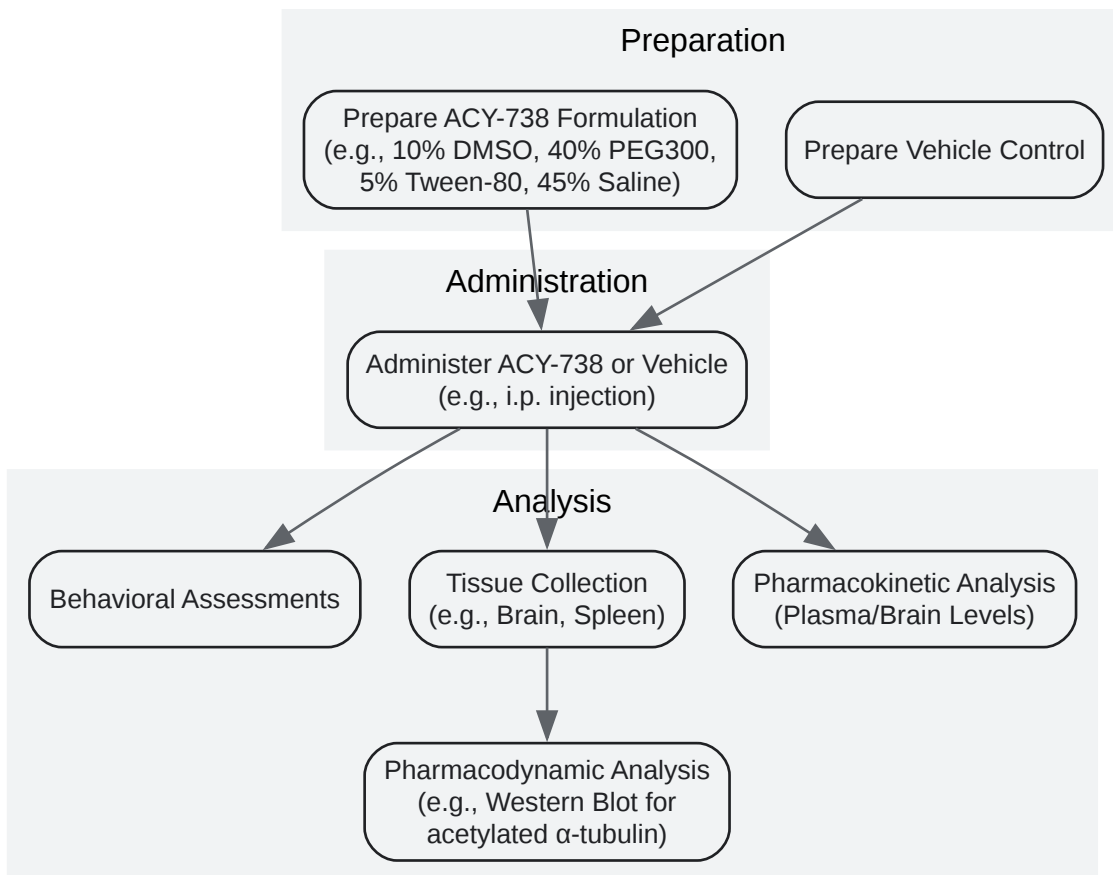 Preparation
Prepare ACY-738 Formulation
(e.g., 10% DMSO, 40% PEG300,
5% Tween-80, 45% Saline)
Prepare Vehicle Control
Administration
Administer ACY-738 or Vehicle
(e.g., i.p. injection)
Analysis
Behavioral Assessments
Tissue Collection
(e.g., Brain, Spleen)
Pharmacokinetic Analysis
(Plasma/Brain Levels)
Pharmacodynamic Analysis
(e.g., Western Blot for
acetylated α-tubulin)